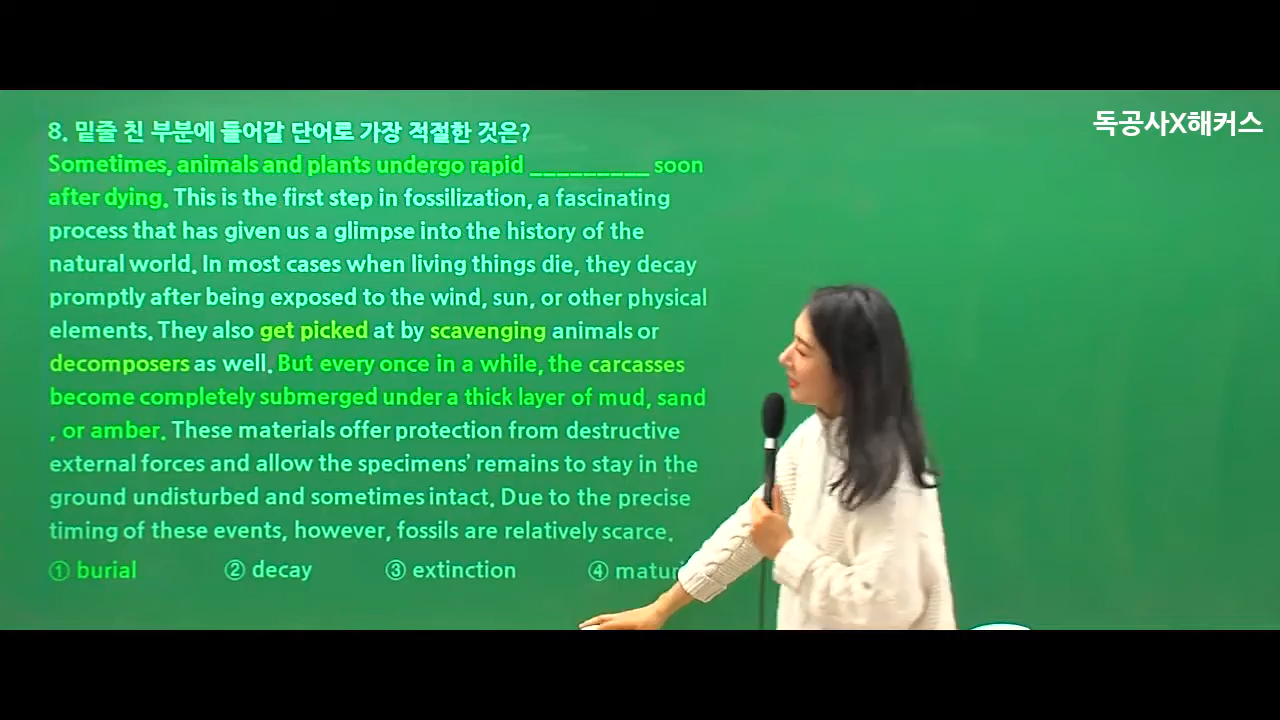 독공사X해커스
8. 밑줄 친 부분에 들어갈 단어로 가장 적절한 것은?
Sometimes, animals and plants undergo rapid _________ soon
after dying. This is the first step in fossilization, a fascinating
process that has given us a glimpse into the history of the
natural world. In most cases when living things die, they decay
promptly after being exposed to the wind, sun, or other physical
elements. They also get picked at by scavenging animals or
decomposers as well. But every once in a while, the carcasses
become completely submerged under a thick layer of mud, sand
, or amber. These materials offer protection from destructive
external forces and allow the specimens’ remains to stay in the
ground undisturbed and sometimes intact. Due to the precise
timing of these events, however, fossils are relatively scarce.
① burial ② decay ③ extinction ④